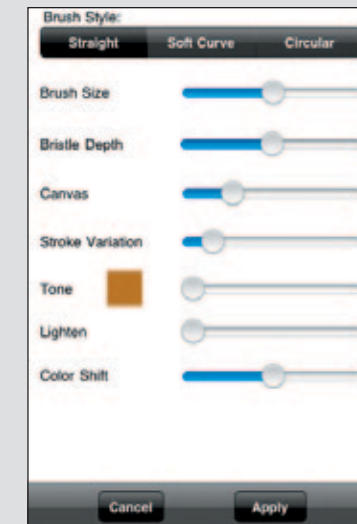 Brush Style:
Straight Soft Curve Circular
Brush Size
Bristle Depth
Canvas
Stroke Variation
Tone
Lighten
Color Shift
Cancel Apply